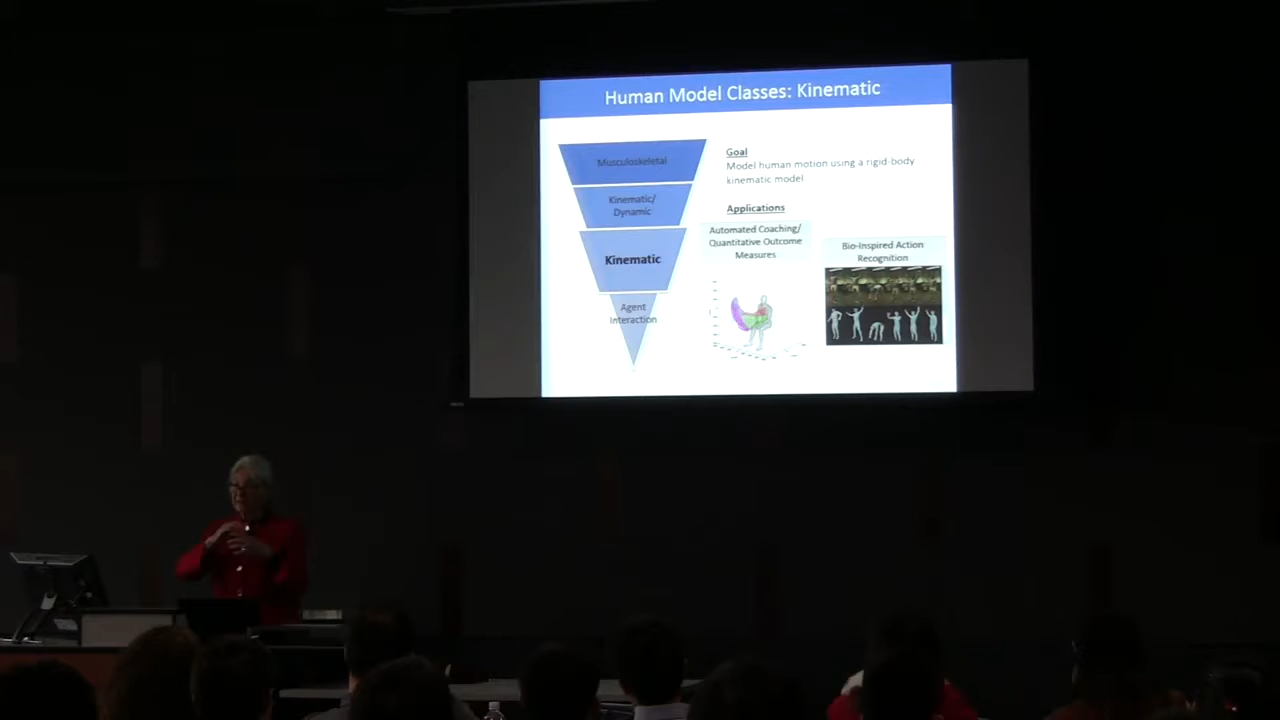 Human Model Classes: Kinematic
Musculoskeletal
Kinematic/
Dynamic
Kinematic
Agent
Interaction
Goal
Model human motion using a rigid-body
kinematic model
Applications
Automated Coaching/
Quantitative Outcome
Measures
Bio-Inspired Action
Recognition